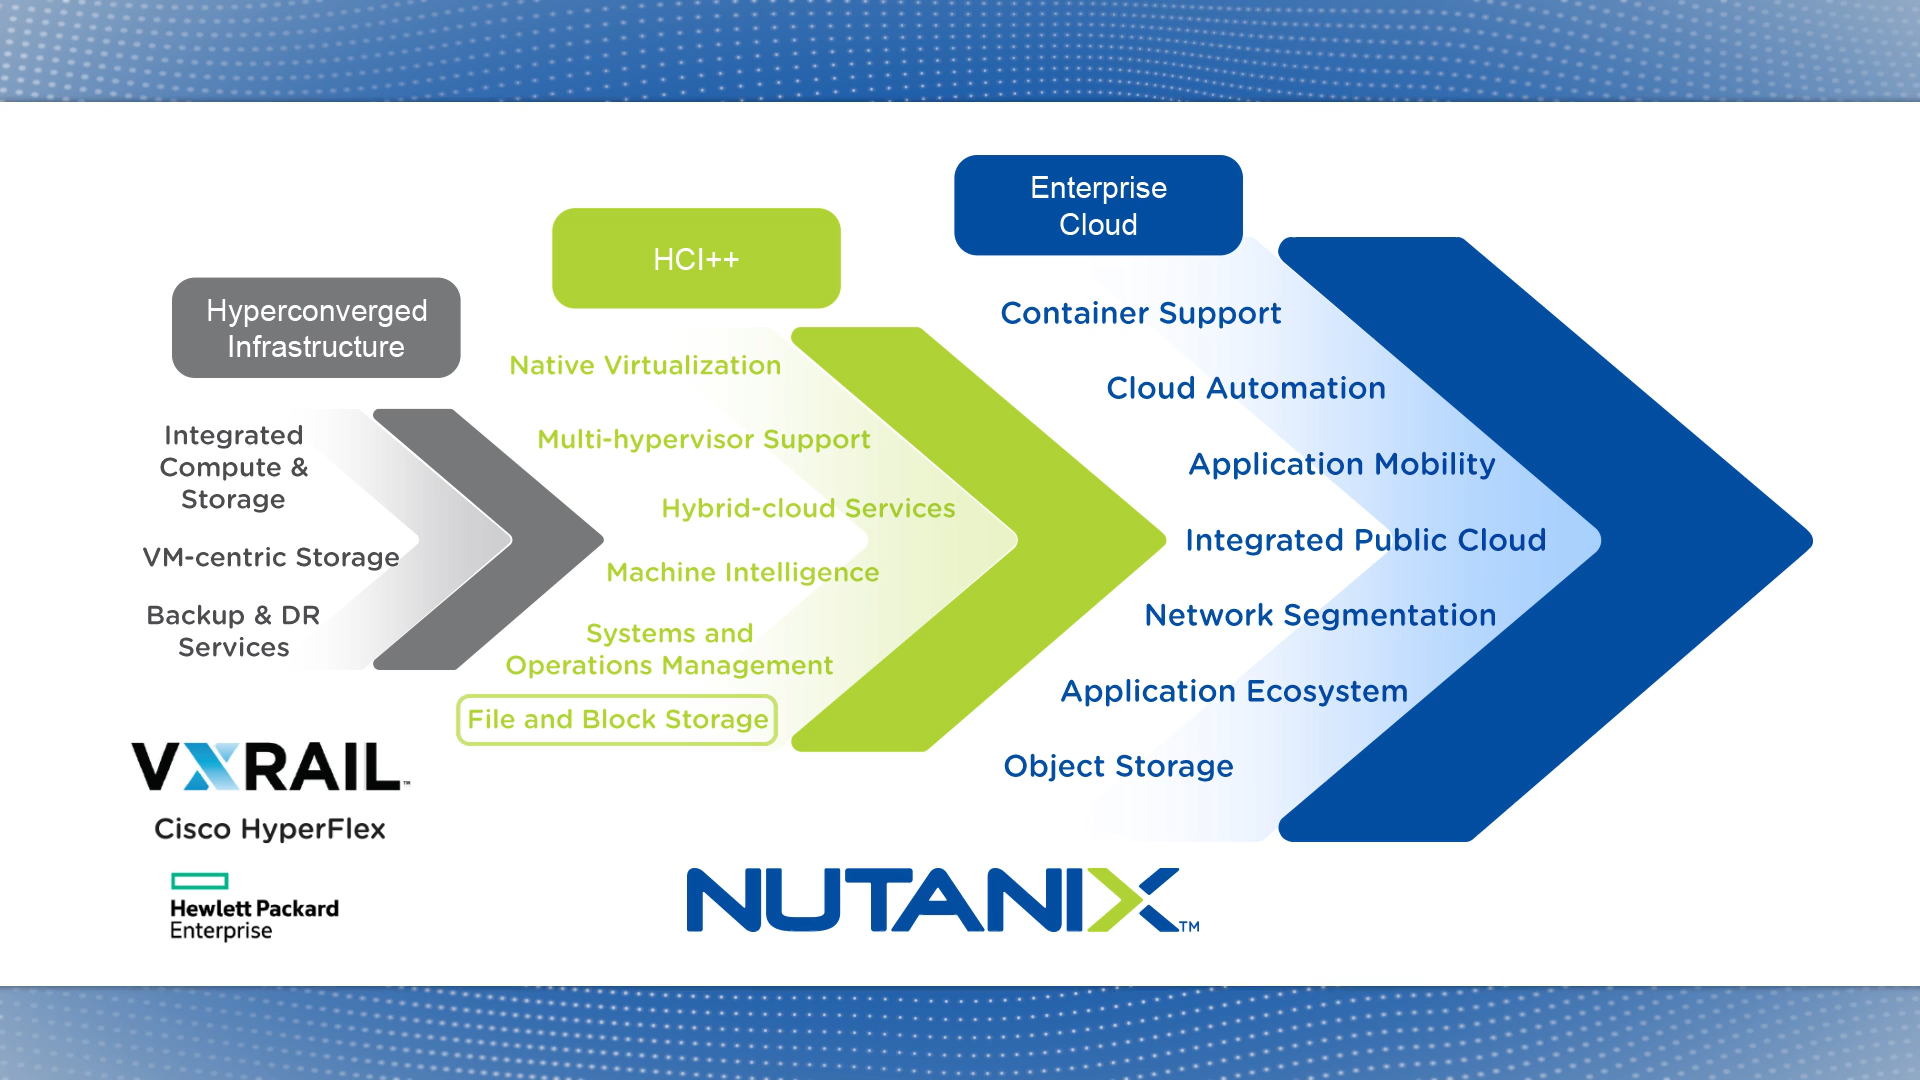 Hyperconverged
Infrastructure
Integrated
Compute &
Storage
VM-centric Storage
Backup & DR
Services
VXRAIL™
Cisco HyperFlex
Hewlett Packard
Enterprise
HCI++
Native Virtualization
Multi-hypervisor Support
Hybrid-cloud Services
Machine Intelligence
Systems and
Operations Management
File and Block Storage
Enterprise
Cloud
Container Support
Cloud Automation
Application Mobility
Integrated Public Cloud
Network Segmentation
Application Ecosystem
Object Storage
NUTANIX™